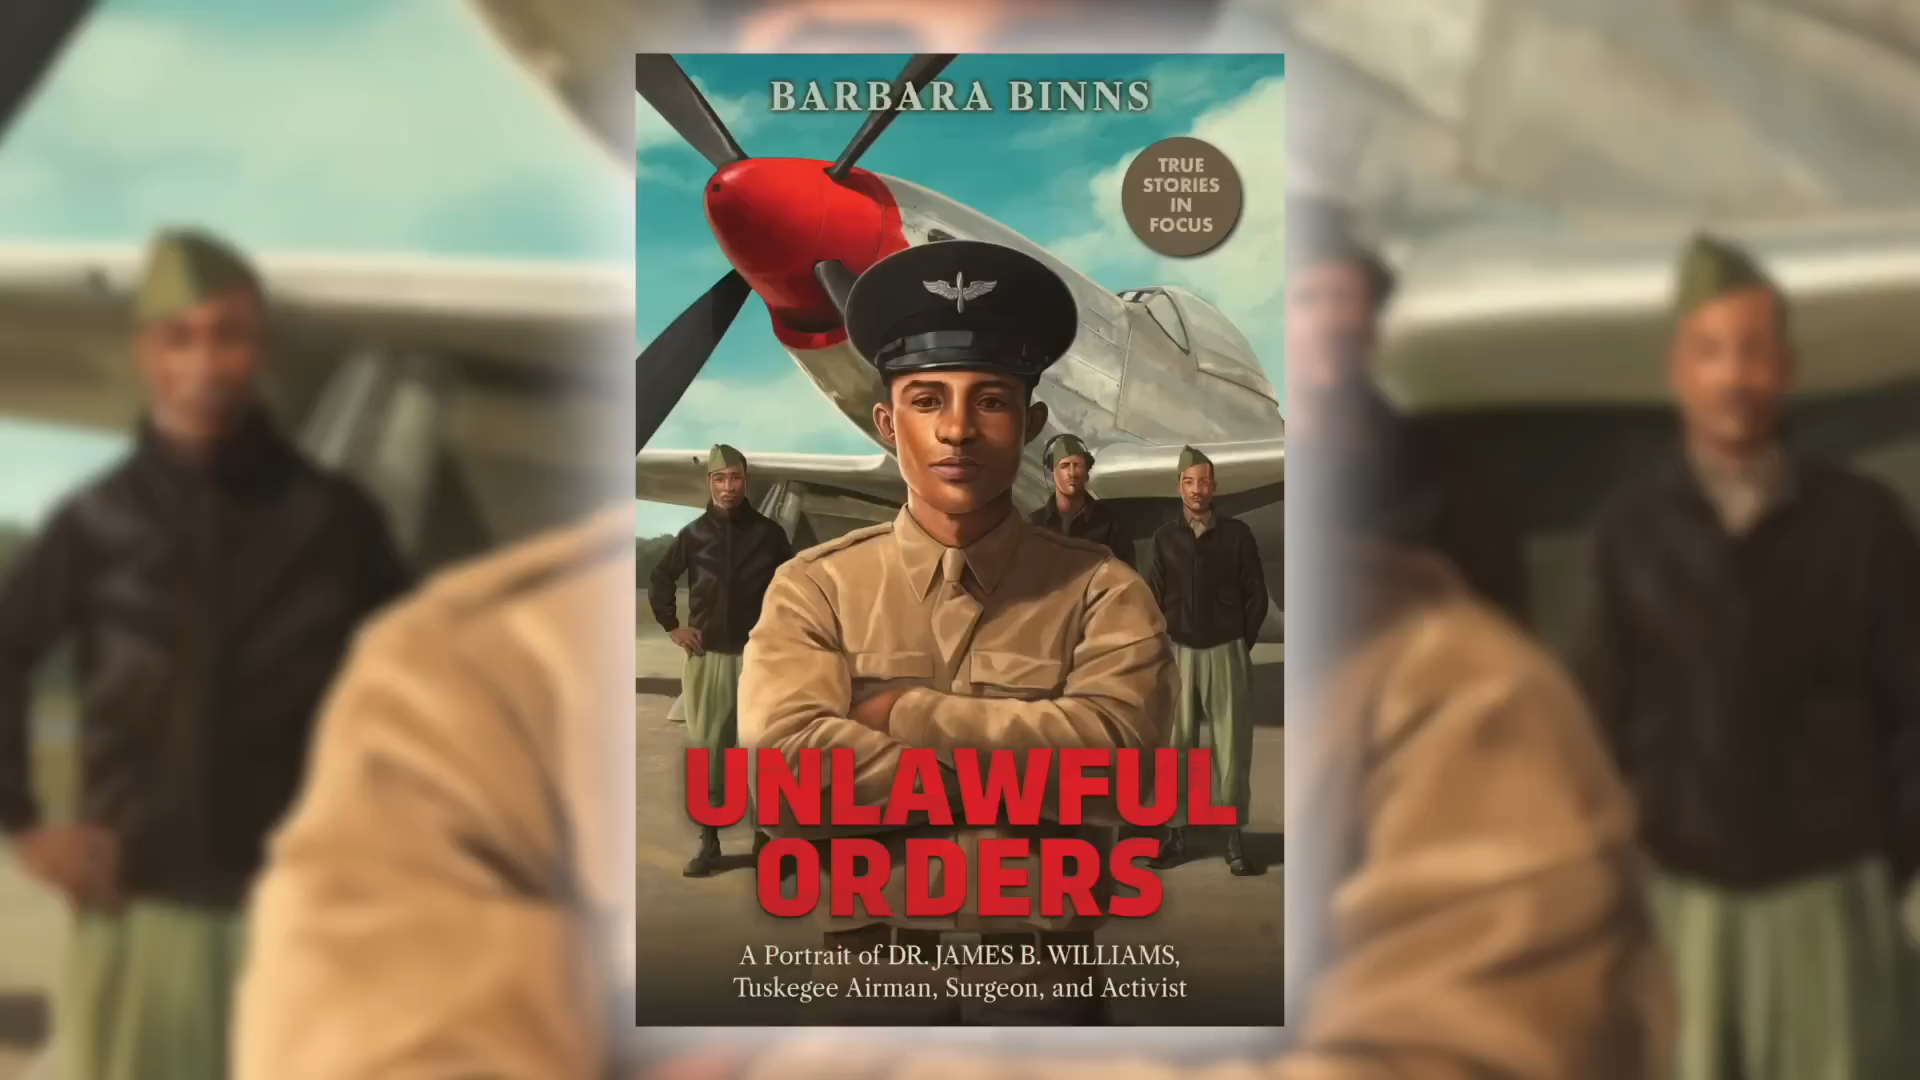 BARBARA BINNS
TRUE
STORIES
IN
FOCUS
UNLAWFUL
ORDERS
A Portrait of DR. JAMES B. WILLIAMS,
Tuskegee Airman, Surgeon, and Activist